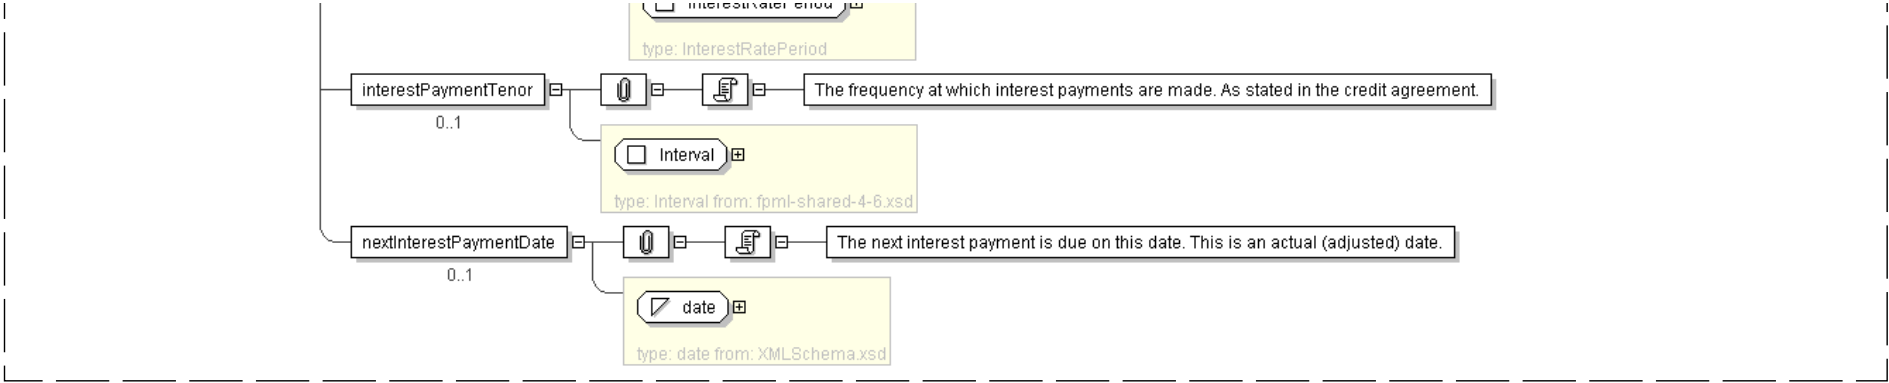 InterestRatePeriod
type: InterestRatePeriod
interestPaymentTenor
The frequency at which interest payments are made. As stated in the credit agreement.
0..1
Interval
type: Interval from: fpml-shared-4-6.xsd
nextInterestPaymentDate
The next interest payment is due on this date. This is an actual (adjusted) date.
0..1
date
type: date from: XMLSchema.xsd